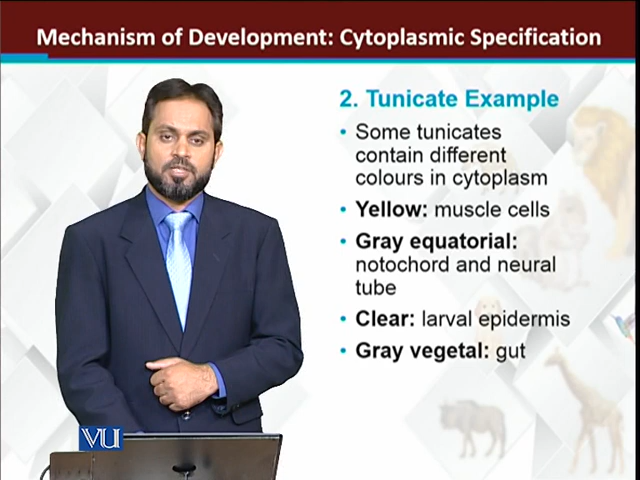 Mechanism of Development: Cytoplasmic Specification
2. Tunicate Example
• Some tunicates
contain different
colours in cytoplasm
• Yellow: muscle cells
• Gray equatorial:
notochord and neural
tube
• Clear: larval epidermis
• Gray vegetal: gut
VU